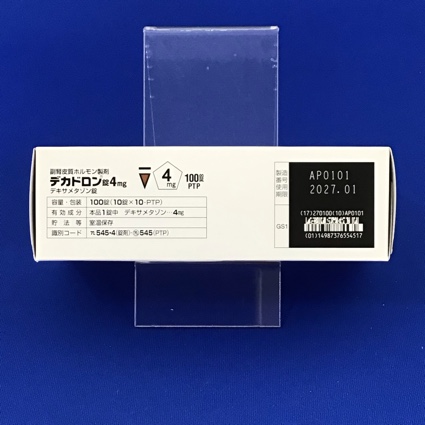 副腎皮質ホルモン製剤
デカドロン錠4mg
デキサメタゾン錠
4
mg
100錠
PTP
容量・包装 100錠(10錠×10・PTP)
有効成分 本品1錠中 デキサメタゾン…4mg
貯法等 室温保存
識別コード 545・4(錠剤)・545(PTP)
製造番号 AP0101
使用期限 2027.01
GS1
(17)270100(10)AP0101
(01)14987376554517